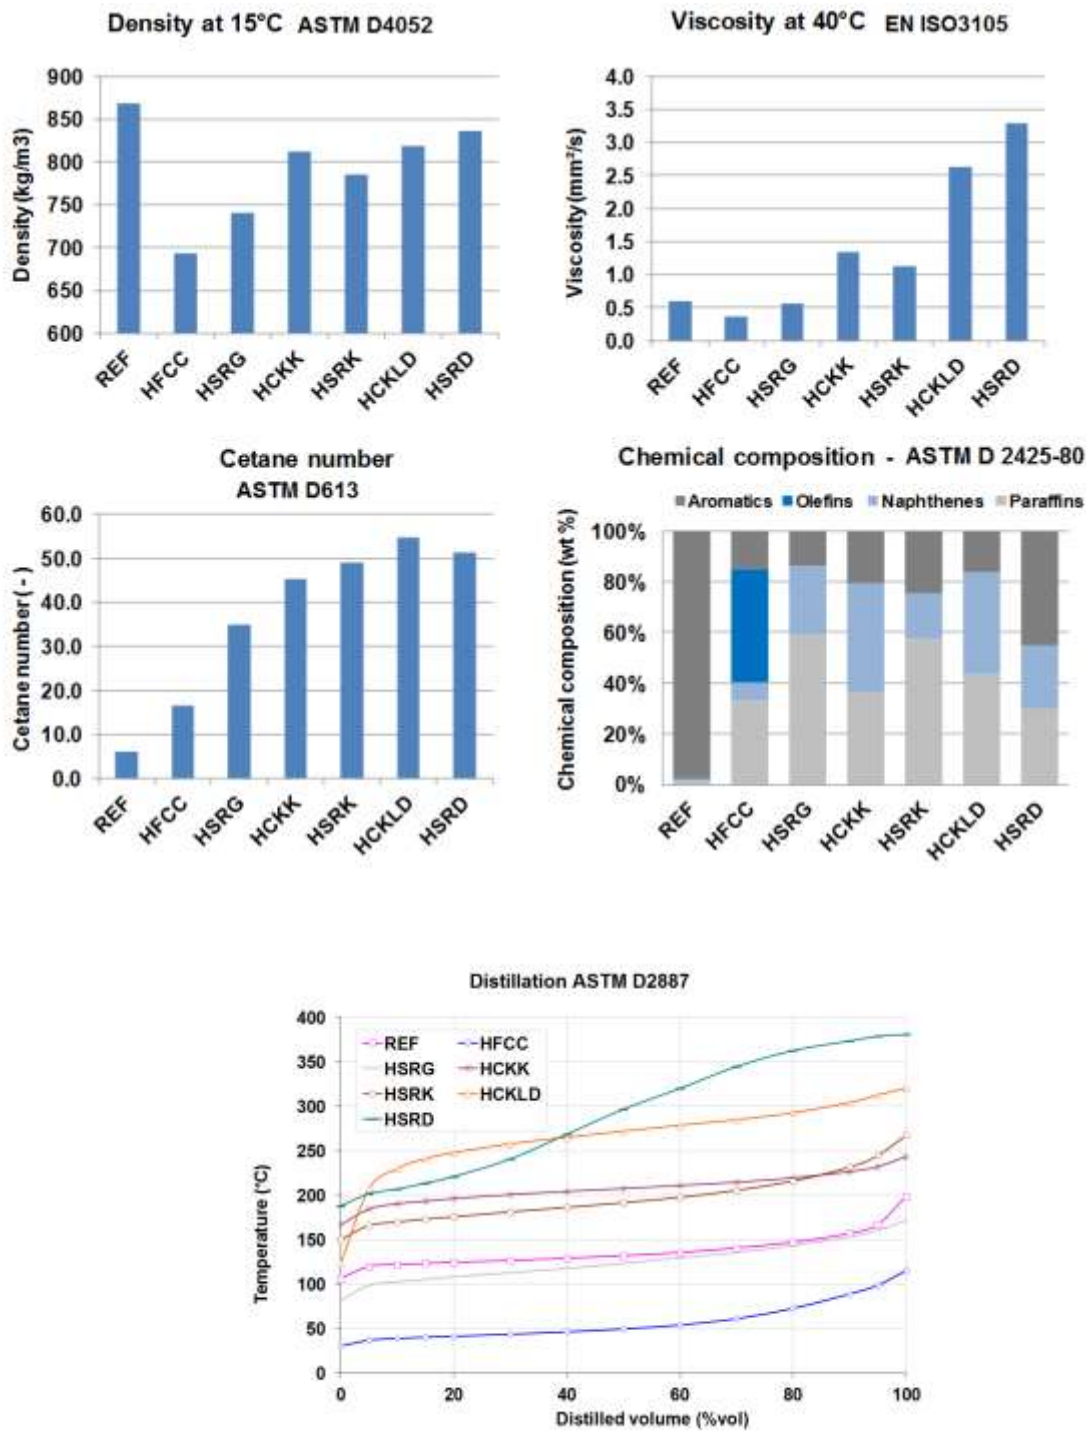 Density at 15°C ASTM D4052
Density (kg/m3)
900
850
800
750
700
650
600
REF
HFCC
HSRG
HCKK
HSRK
HCKLD
HSRD
Viscosity at 40°C EN ISO3105
Viscosity (mm²/s)
4.0
3.5
3.0
2.5
2.0
1.5
1.0
0.5
0.0
REF
HFCC
HSRG
HCKK
HSRK
HCKLD
HSRD
Cetane number
ASTM D613
Cetane number ( - )
60.0
50.0
40.0
30.0
20.0
10.0
0.0
REF
HFCC
HSRG
HCKK
HSRK
HCKLD
HSRD
Chemical composition - ASTM D 2425-80
Aromatics Olefins Naphthenes Paraffins
Chemical composition (wt %)
100%
80%
60%
40%
20%
0%
REF
HFCC
HSRG
HCKK
HSRK
HCKLD
HSRD
Distillation ASTM D2887
Temperature (°C)
400
350
300
250
200
150
100
50
0
REF HFCC
HSRG HCKK
HSRK HCKLD
HSRD
0 20 40 60 80 100
Distilled volume (%vol)